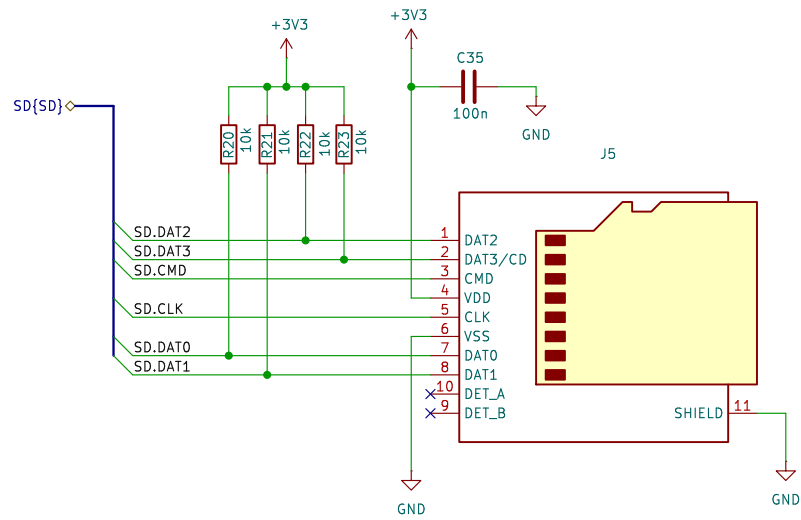 +3V3
+3V3
C35
100n
GND
SD{SD}
R20
10k
R21
10k
R22
10k
R23
10k
J5
SD.DAT2
1
DAT2
SD.DAT3
2
DAT3/CD
SD.CMD
3
CMD
4
VDD
SD.CLK
5
CLK
6
VSS
SD.DAT0
7
DAT0
SD.DAT1
8
DAT1
10
DET_A
9
DET_B
SHIELD
11
GND
GND